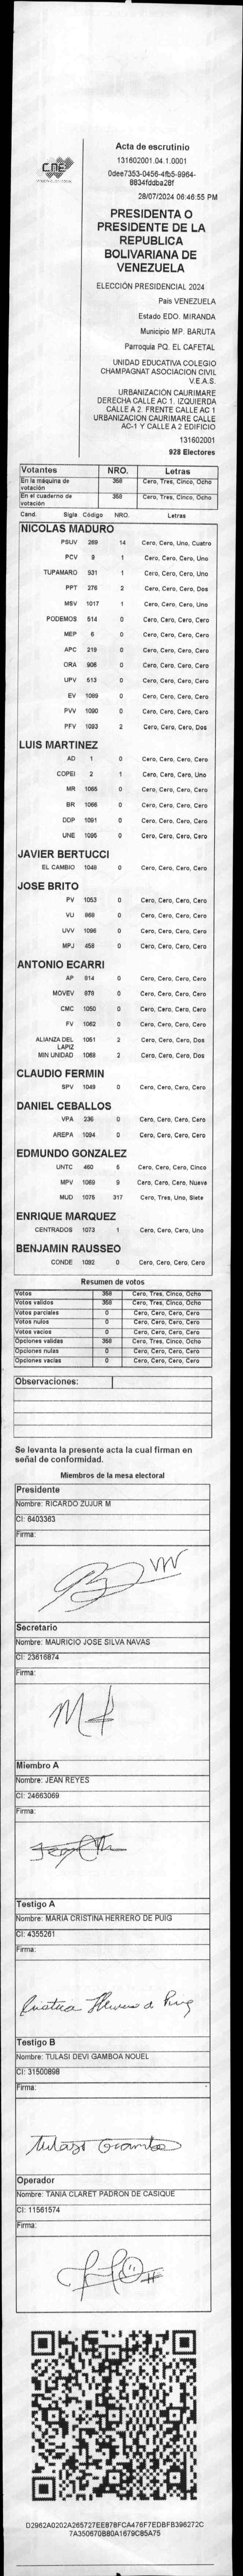 CNE
PODER ELECTORAL
Acta de escrutinio
131602001.04.1.0001
0dee7353-0456-4fb5-9964-
8834fddba28f
28/07/2024 06:46:55 PM
PRESIDENTA O
PRESIDENTE DE LA
REPUBLICA
BOLIVARIANA DE
VENEZUELA
ELECCIÓN PRESIDENCIAL 2024
País VENEZUELA
Estado EDO. MIRANDA
Municipio MP. BARUTA
Parroquia PQ. EL CAFETAL
UNIDAD EDUCATIVA COLEGIO
CHAMPAGNAT ASOCIACION CIVIL
V.E.A.S.
URBANIZACIÓN CAURIMARE
DERECHA CALLE AC 1. IZQUIERDA
CALLE A 2. FRENTE CALLE AC 1
URBANIZACION CAURIMARE CALLE
AC-1 Y CALLE A 2 EDIFICIO
131602001
928 Electores
Votantes NRO. Letras
En la máquina de votación 358 Cero, Tres, Cinco, Ocho
En el cuaderno de votación 358 Cero, Tres, Cinco, Ocho
Cand. Sigla Código NRO. Letras
NICOLAS MADURO
PSUV 269 14 Cero, Cero, Uno, Cuatro
PCV 9 1 Cero, Cero, Cero, Uno
TUPAMARO 931 1 Cero, Cero, Cero, Uno
PPT 276 2 Cero, Cero, Cero, Dos
MSV 1017 1 Cero, Cero, Cero, Uno
PODEMOS 514 0 Cero, Cero, Cero, Cero
MEP 6 0 Cero, Cero, Cero, Cero
APC 219 0 Cero, Cero, Cero, Cero
ORA 906 0 Cero, Cero, Cero, Cero
UPV 513 0 Cero, Cero, Cero, Cero
EV 1089 0 Cero, Cero, Cero, Cero
PVV 1090 0 Cero, Cero, Cero, Cero
PFV 1093 2 Cero, Cero, Cero, Dos
LUIS MARTINEZ
AD 1 0 Cero, Cero, Cero, Cero
COPEI 2 1 Cero, Cero, Cero, Uno
MR 1065 0 Cero, Cero, Cero, Cero
BR 1066 0 Cero, Cero, Cero, Cero
DDP 1091 0 Cero, Cero, Cero, Cero
UNE 1095 0 Cero, Cero, Cero, Cero
JAVIER BERTUCCI
EL CAMBIO 1048 0 Cero, Cero, Cero, Cero
JOSE BRITO
PV 1053 0 Cero, Cero, Cero, Cero
VU 969 0 Cero, Cero, Cero, Cero
UVV 1096 0 Cero, Cero, Cero, Cero
MPJ 458 0 Cero, Cero, Cero, Cero
ANTONIO ECARRI
AP 814 0 Cero, Cero, Cero, Cero
MOVEV 976 0 Cero, Cero, Cero, Cero
CMC 1050 0 Cero, Cero, Cero, Cero
FV 1062 0 Cero, Cero, Cero, Cero
ALIANZA DEL LAPIZ 1051 2 Cero, Cero, Cero, Dos
MIN UNIDAD 1068 2 Cero, Cero, Cero, Dos
CLAUDIO FERMIN
SPV 1049 0 Cero, Cero, Cero, Cero
DANIEL CEBALLOS
VPA 236 0 Cero, Cero, Cero, Cero
AREPA 1094 0 Cero, Cero, Cero, Cero
EDMUNDO GONZALEZ
UNTC 460 5 Cero, Cero, Cero, Cinco
MPV 1069 9 Cero, Cero, Cero, Nueve
MUD 1076 317 Cero, Tres, Uno, Siete
ENRIQUE MARQUEZ
CENTRADOS 1073 1 Cero, Cero, Cero, Uno
BENJAMIN RAUSSEO
CONDE 1092 0 Cero, Cero, Cero, Cero
Resumen de votos
Votos 358 Cero, Tres, Cinco, Ocho
Votos validos 358 Cero, Tres, Cinco, Ocho
Votos parciales 0 Cero, Cero, Cero, Cero
Votos nulos 0 Cero, Cero, Cero, Cero
Votos vacios 0 Cero, Cero, Cero, Cero
Opciones validas 358 Cero, Tres, Cinco, Ocho
Opciones nulas 0 Cero, Cero, Cero, Cero
Opciones vacias 0 Cero, Cero, Cero, Cero
Observaciones:
Se levanta la presente acta la cual firman en
señal de conformidad.
Miembros de la mesa electoral
Presidente
Nombre: RICARDO ZUJUR M
CI: 6403363
Firma:
Secretario
Nombre: MAURICIO JOSE SILVA NAVAS
CI: 23616874
Firma:
Miembro A
Nombre: JEAN REYES
CI: 24663069
Firma:
Testigo A
Nombre: MARIA CRISTINA HERRERO DE PUIG
CI: 4355261
Firma:
Cristina Herrero de Puig
Testigo B
Nombre: TULASI DEVI GAMBOA NOUEL
CI: 31500898
Firma:
Tulasi Gamboa
Operador
Nombre: TANIA CLARET PADRON DE CASIQUE
CI: 11561574
Firma:
D2962A0202A265727EE878FCA476F7EDBFB396272C
7A350670B80A1679C85A75